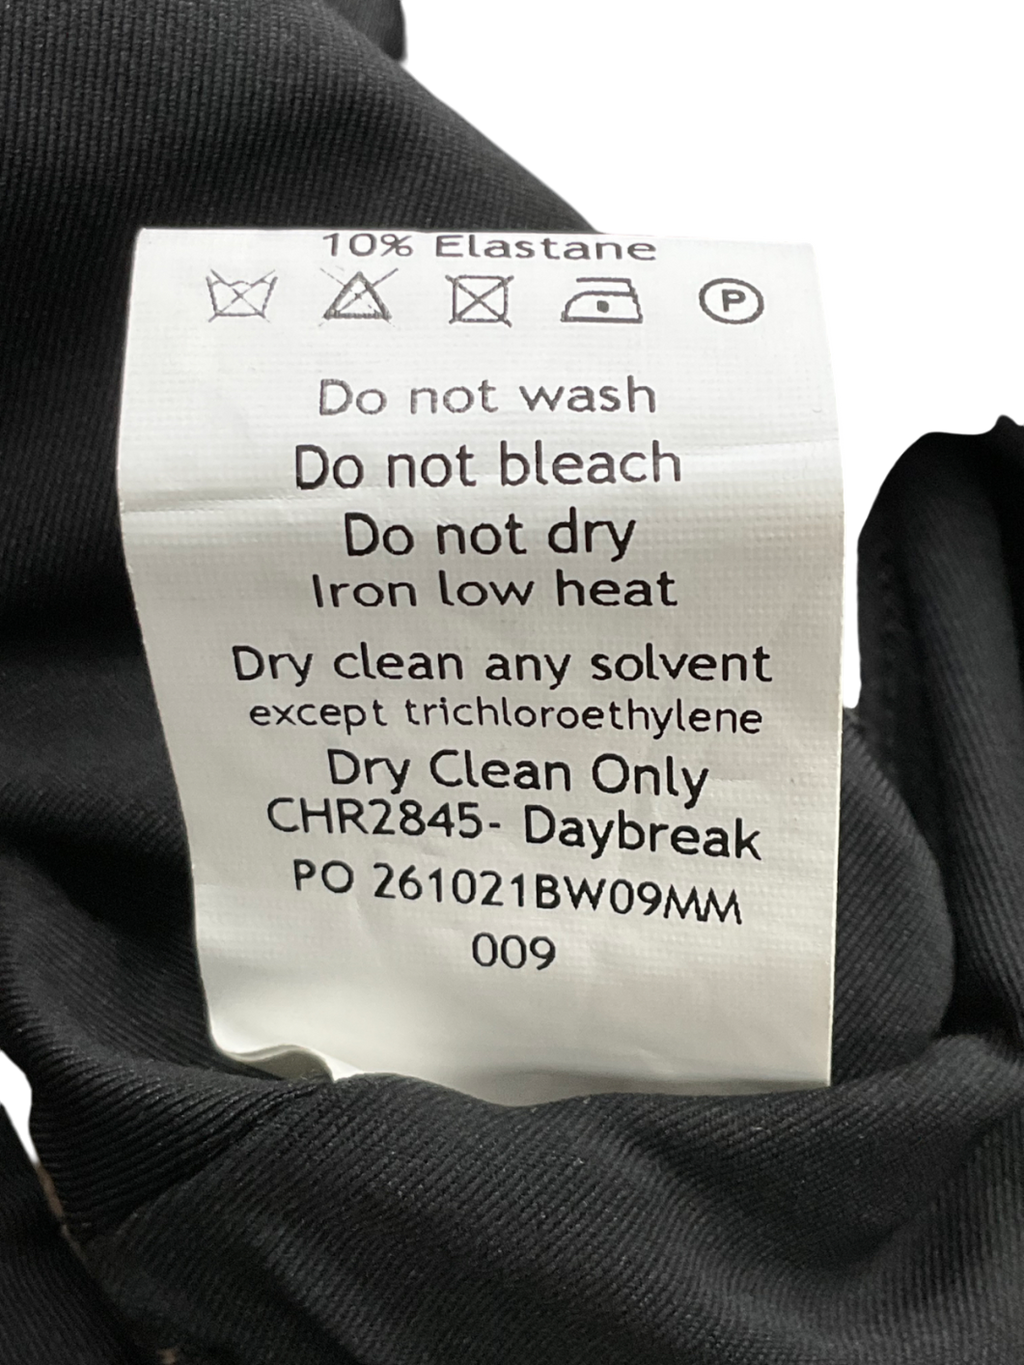 10% Elastane
P
Do not wash
Do not bleach
Do not dry
Iron low heat
Dry clean any solvent
except trichloroethylene
Dry Clean Only
CHR2845- Daybreak
PO 261021BW09MM
009